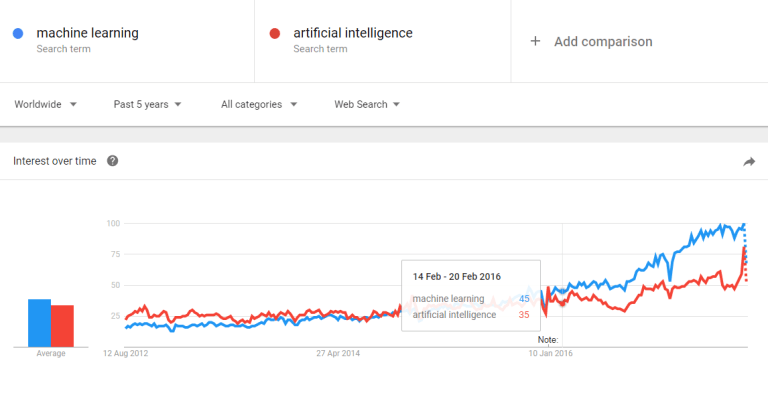 machine learning
Search term
artificial intelligence
Search term
+ Add comparison
Worldwide
Past 5 years
All categories
Web Search
Interest over time ?
100
75
50
25
14 Feb - 20 Feb 2016
machine learning 45
artificial intelligence 35
Note:
Average
12 Aug 2012
27 Apr 2014
10 Jan 2016